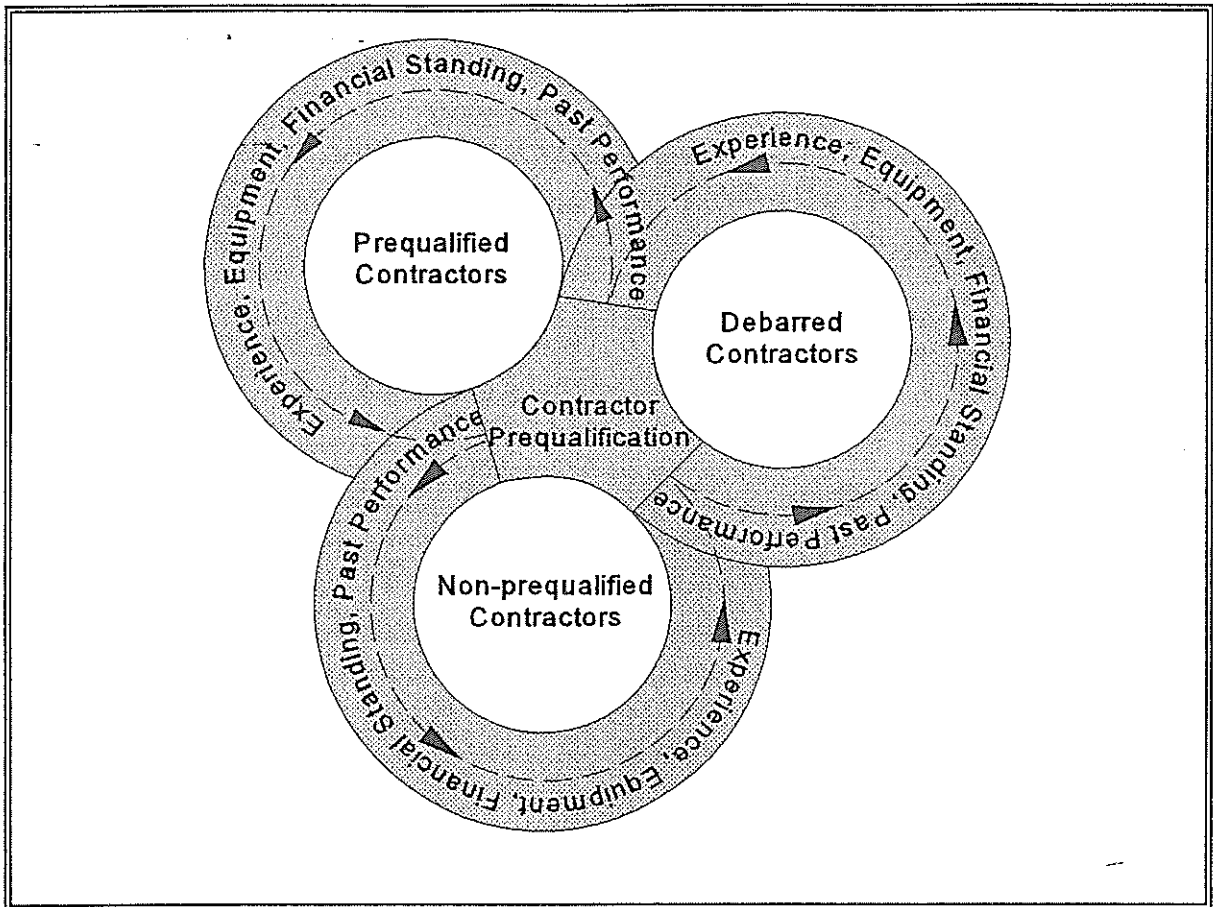 Experience, Equipment, Financial Standing, Past Performance
Prequalified
Contractors
Experience, Equipment, Financial Standing, Past Performance
Debarred
Contractors
Contractor
Prequalification
Experience, Equipment, Financial Standing, Past Performance
Non-prequalified
Contractors